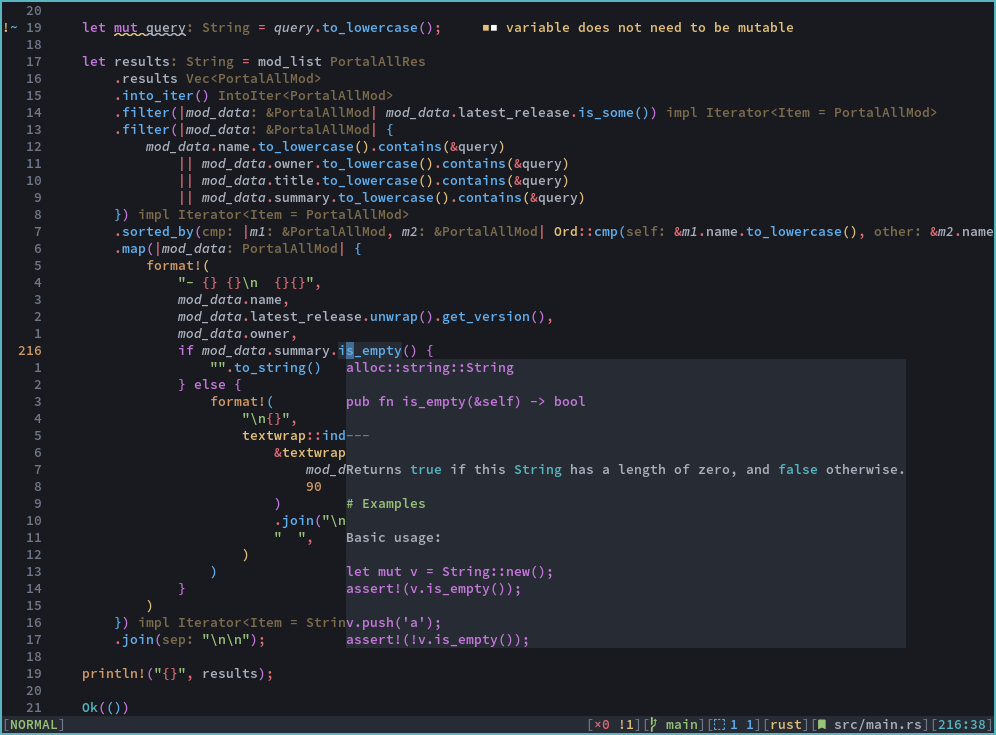 20
!~ 19 let mut query: String = query.to_lowercase(); ■■ variable does not need to be mutable
18
17 let results: String = mod_list PortalAllRes
16 .results Vec<PortalAllMod>
15 .into_iter() IntoIter<PortalAllMod>
14 .filter(|mod_data: &PortalAllMod| mod_data.latest_release.is_some()) impl Iterator<Item = PortalAllMod>
13 .filter(|mod_data: &PortalAllMod| {
12 mod_data.name.to_lowercase().contains(&query)
11 || mod_data.owner.to_lowercase().contains(&query)
10 || mod_data.title.to_lowercase().contains(&query)
9 || mod_data.summary.to_lowercase().contains(&query)
8 }) impl Iterator<Item = PortalAllMod>
7 .sorted_by(cmp: |m1: &PortalAllMod, m2: &PortalAllMod| Ord::cmp(self: &m1.name.to_lowercase(), other: &m2.name
6 .map(|mod_data: PortalAllMod| {
5 format!(
4 "- {} {}\n  {}{}",
3 mod_data.name,
2 mod_data.latest_release.unwrap().get_version(),
1 mod_data.owner,
216 if mod_data.summary.is_empty() {
1 "".to_string() alloc::string::String
2 } else {
3 format!( pub fn is_empty(&self) -> bool
4 "\n{}",
5 textwrap::ind---
6 &textwrap
7 mod_dReturns true if this String has a length of zero, and false otherwise.
8 90
9 ) # Examples
10 .join("\n
11 "  ", Basic usage:
12 )
13 ) let mut v = String::new();
14 } assert!(v.is_empty());
15 )
16 }) impl Iterator<Item = Strinv.push('a');
17 .join(sep: "\n\n"); assert!(!v.is_empty());
18
19 println!("{}", results);
20
21 Ok(())
[NORMAL] [×0 !1][ main][ 1 1][rust][ src/main.rs][216:38]